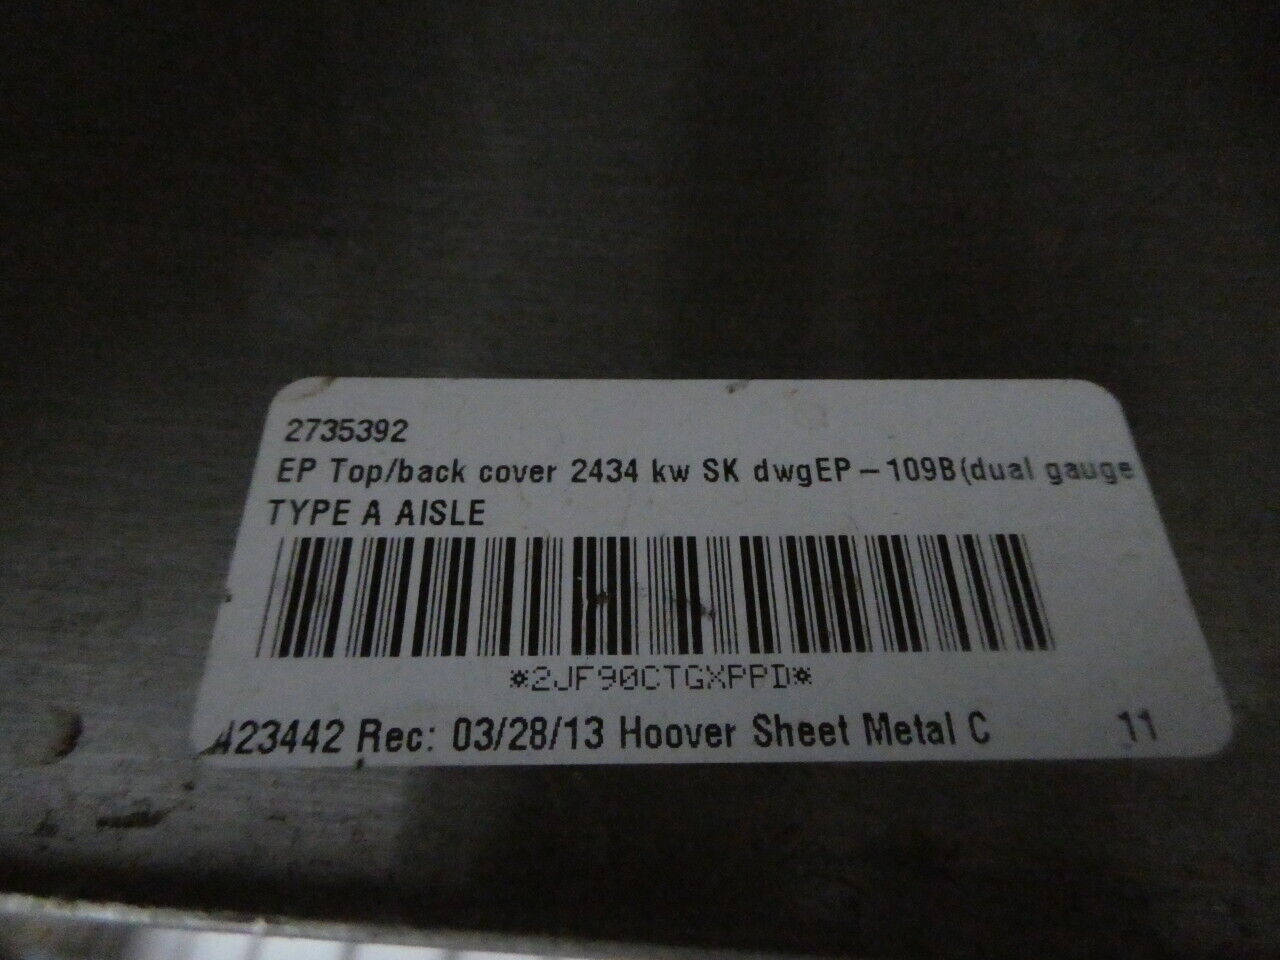 2735392
EP Top/back cover 2434 kw SK dwgEP-109B(dual gauge
TYPE A AISLE
*2JF90CTGXPPD*
A23442 Rec: 03/28/13 Hoover Sheet Metal C 11